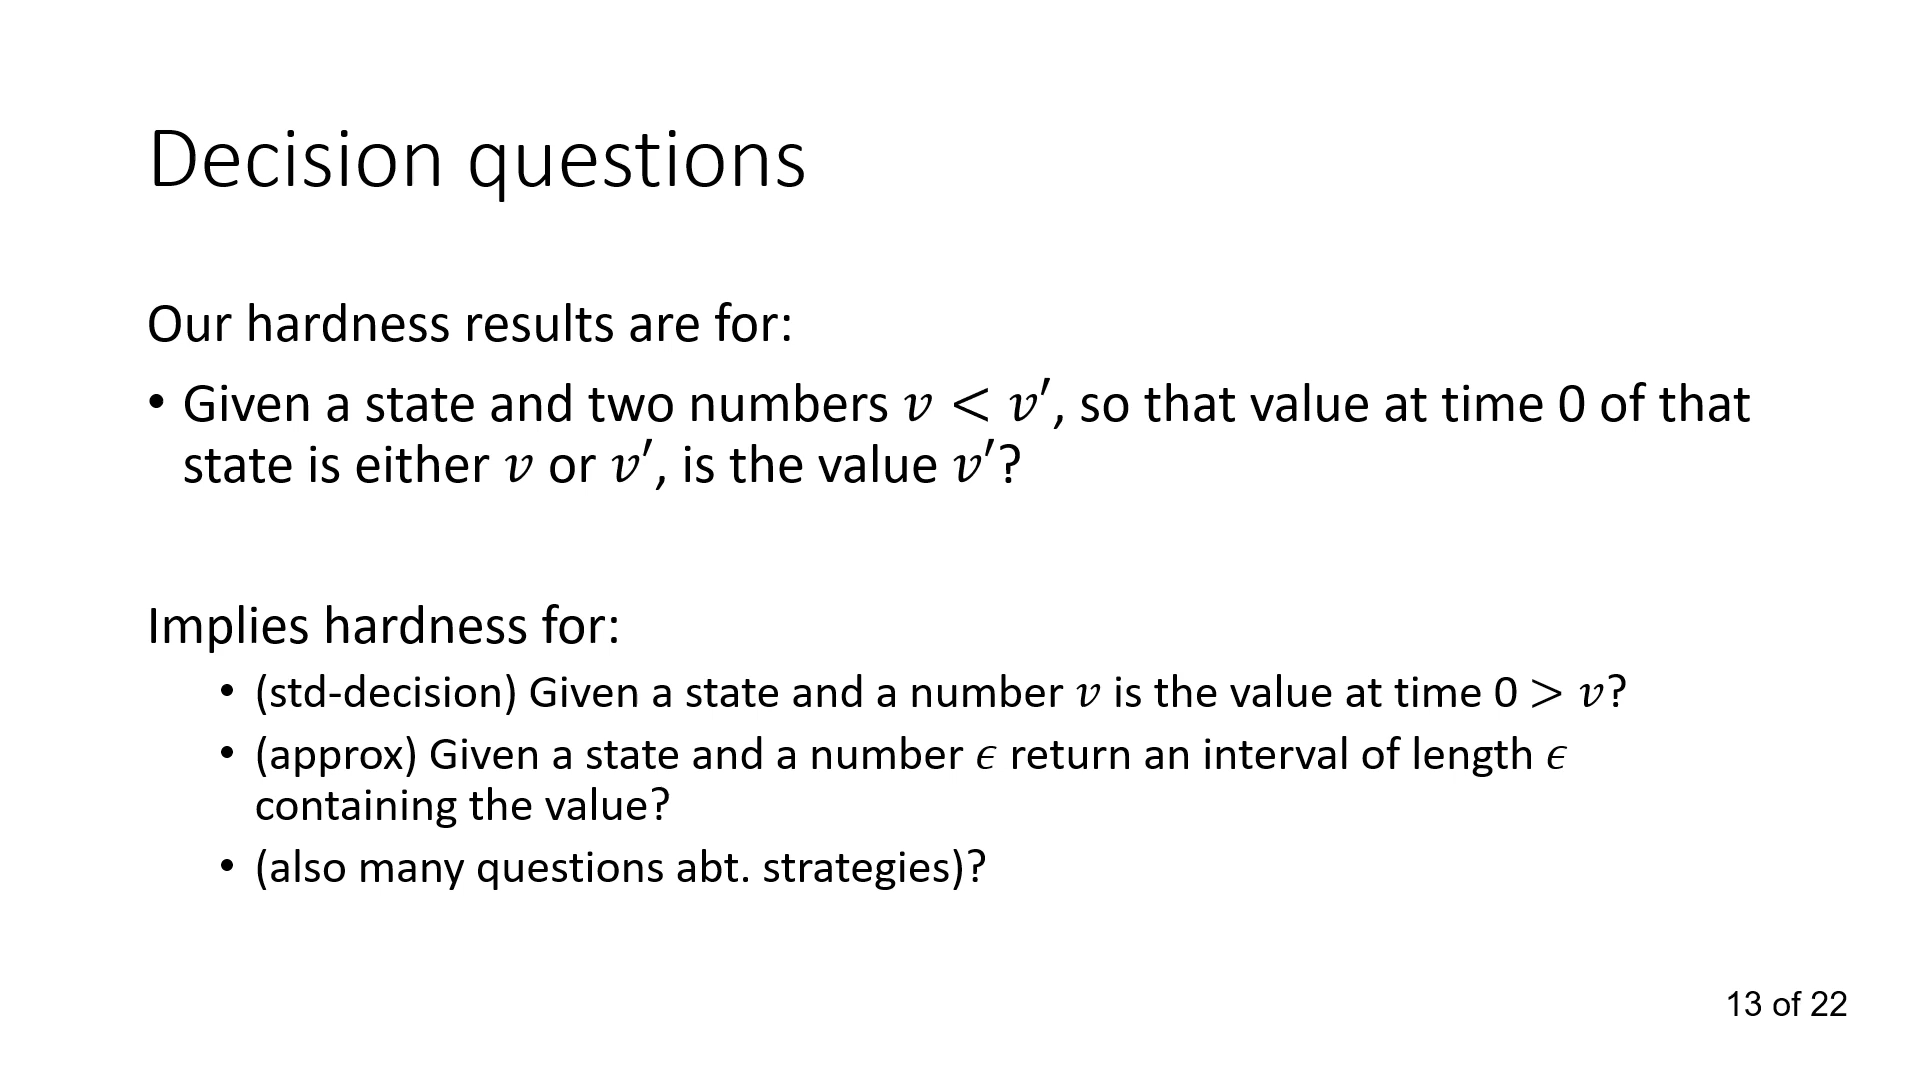 Decision questions
Our hardness results are for:
• Given a state and two numbers 𝑣 < 𝑣′, so that value at time 0 of that
state is either 𝑣 or 𝑣′, is the value 𝑣′?
Implies hardness for:
• (std-decision) Given a state and a number 𝑣 is the value at time 0 > 𝑣?
• (approx) Given a state and a number 𝜖 return an interval of length 𝜖
containing the value?
• (also many questions abt. strategies)?
13 of 22